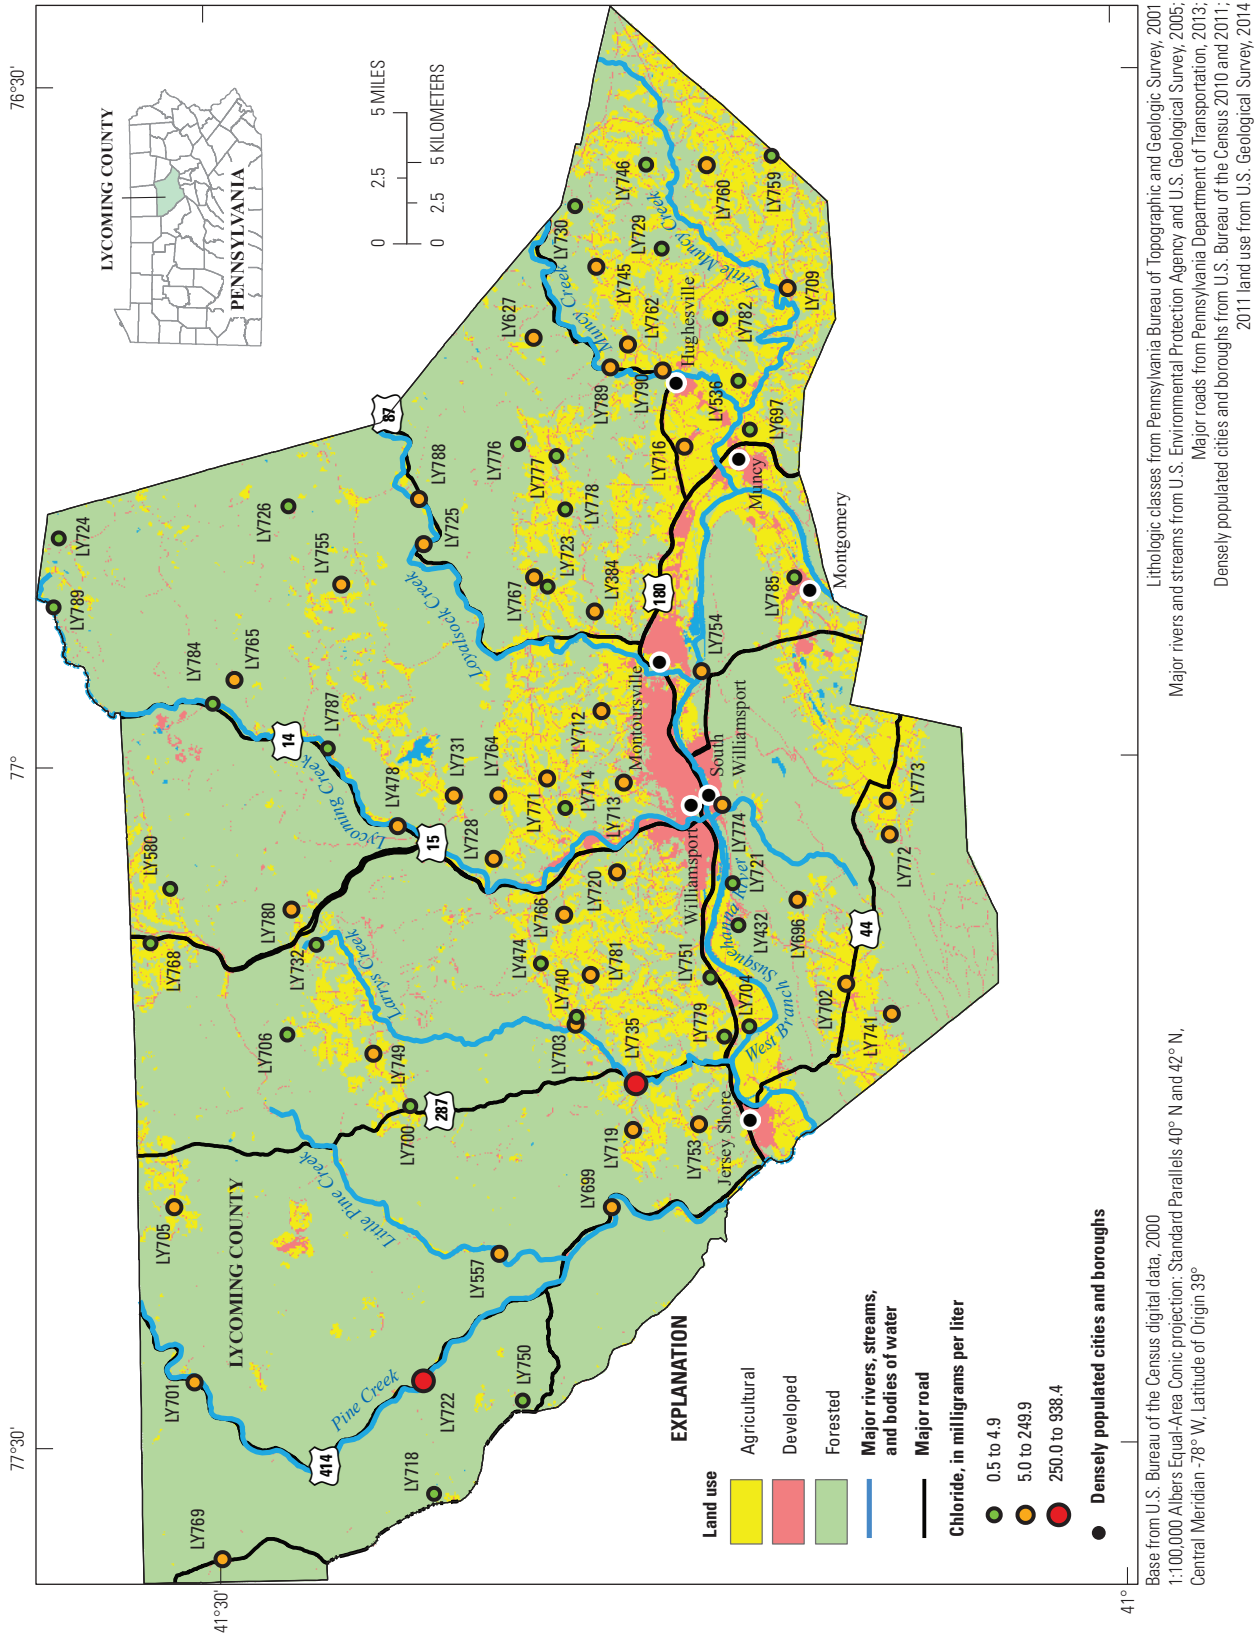 77°30'
77°
76°30'
41°30'
41°
LYCOMING COUNTY
PENNSYLVANIA
0 2.5 5 MILES
0 2.5 5 KILOMETERS
LYCOMING COUNTY
LY769
LY701
LY705
LY768
LY580
LY784
LY789
LY724
LY765
LY726
LY755
LY780
LY732
LY706
LY749
LY700
LY787
LY478
LY731
LY764
LY728
LY718
LY722
LY750
LY557
LY699
LY719
LY753
LY735
LY703
LY740
LY474
LY766
LY781
LY720
LY771
LY714
LY713
LY712
LY725
LY788
LY776
LY777
LY778
LY767
LY723
LY384
LY627
LY730
LY745
LY729
LY746
LY760
LY759
LY762
LY789
LY790
LY782
LY709
LY716
LY536
LY697
LY785
LY754
LY774
LY721
LY432
LY751
LY704
LY779
LY696
LY702
LY741
LY772
LY773
414
287
15
14
87
180
44
Pine Creek
Little Pine Creek
Larrys Creek
Lycoming Creek
Loyalsock Creek
Muncy Creek
Little Muncy Creek
West Branch Susquehanna River
Jersey Shore
Williamsport
South
Williamsport
Montoursville
Montgomery
Muncy
Hughesville
EXPLANATION
Land use
Agricultural
Developed
Forested
Major rivers, streams,
and bodies of water
Major road
Chloride, in milligrams per liter
0.5 to 4.9
5.0 to 249.9
250.0 to 938.4
Densely populated cities and boroughs
Base from U.S. Bureau of the Census digital data, 2000
1:100,000 Albers Equal-Area Conic projection: Standard Parallels 40° N and 42° N,
Central Meridian -78° W, Latitude of Origin 39°
Lithologic classes from Pennsylvania Bureau of Topographic and Geologic Survey, 2001
Major rivers and streams from U.S. Environmental Protection Agency and U.S. Geological Survey, 2005;
Major roads from Pennsylvania Department of Transportation, 2013;
Densely populated cities and boroughs from U.S. Bureau of the Census 2010 and 2011;
2011 land use from U.S. Geological Survey, 2014